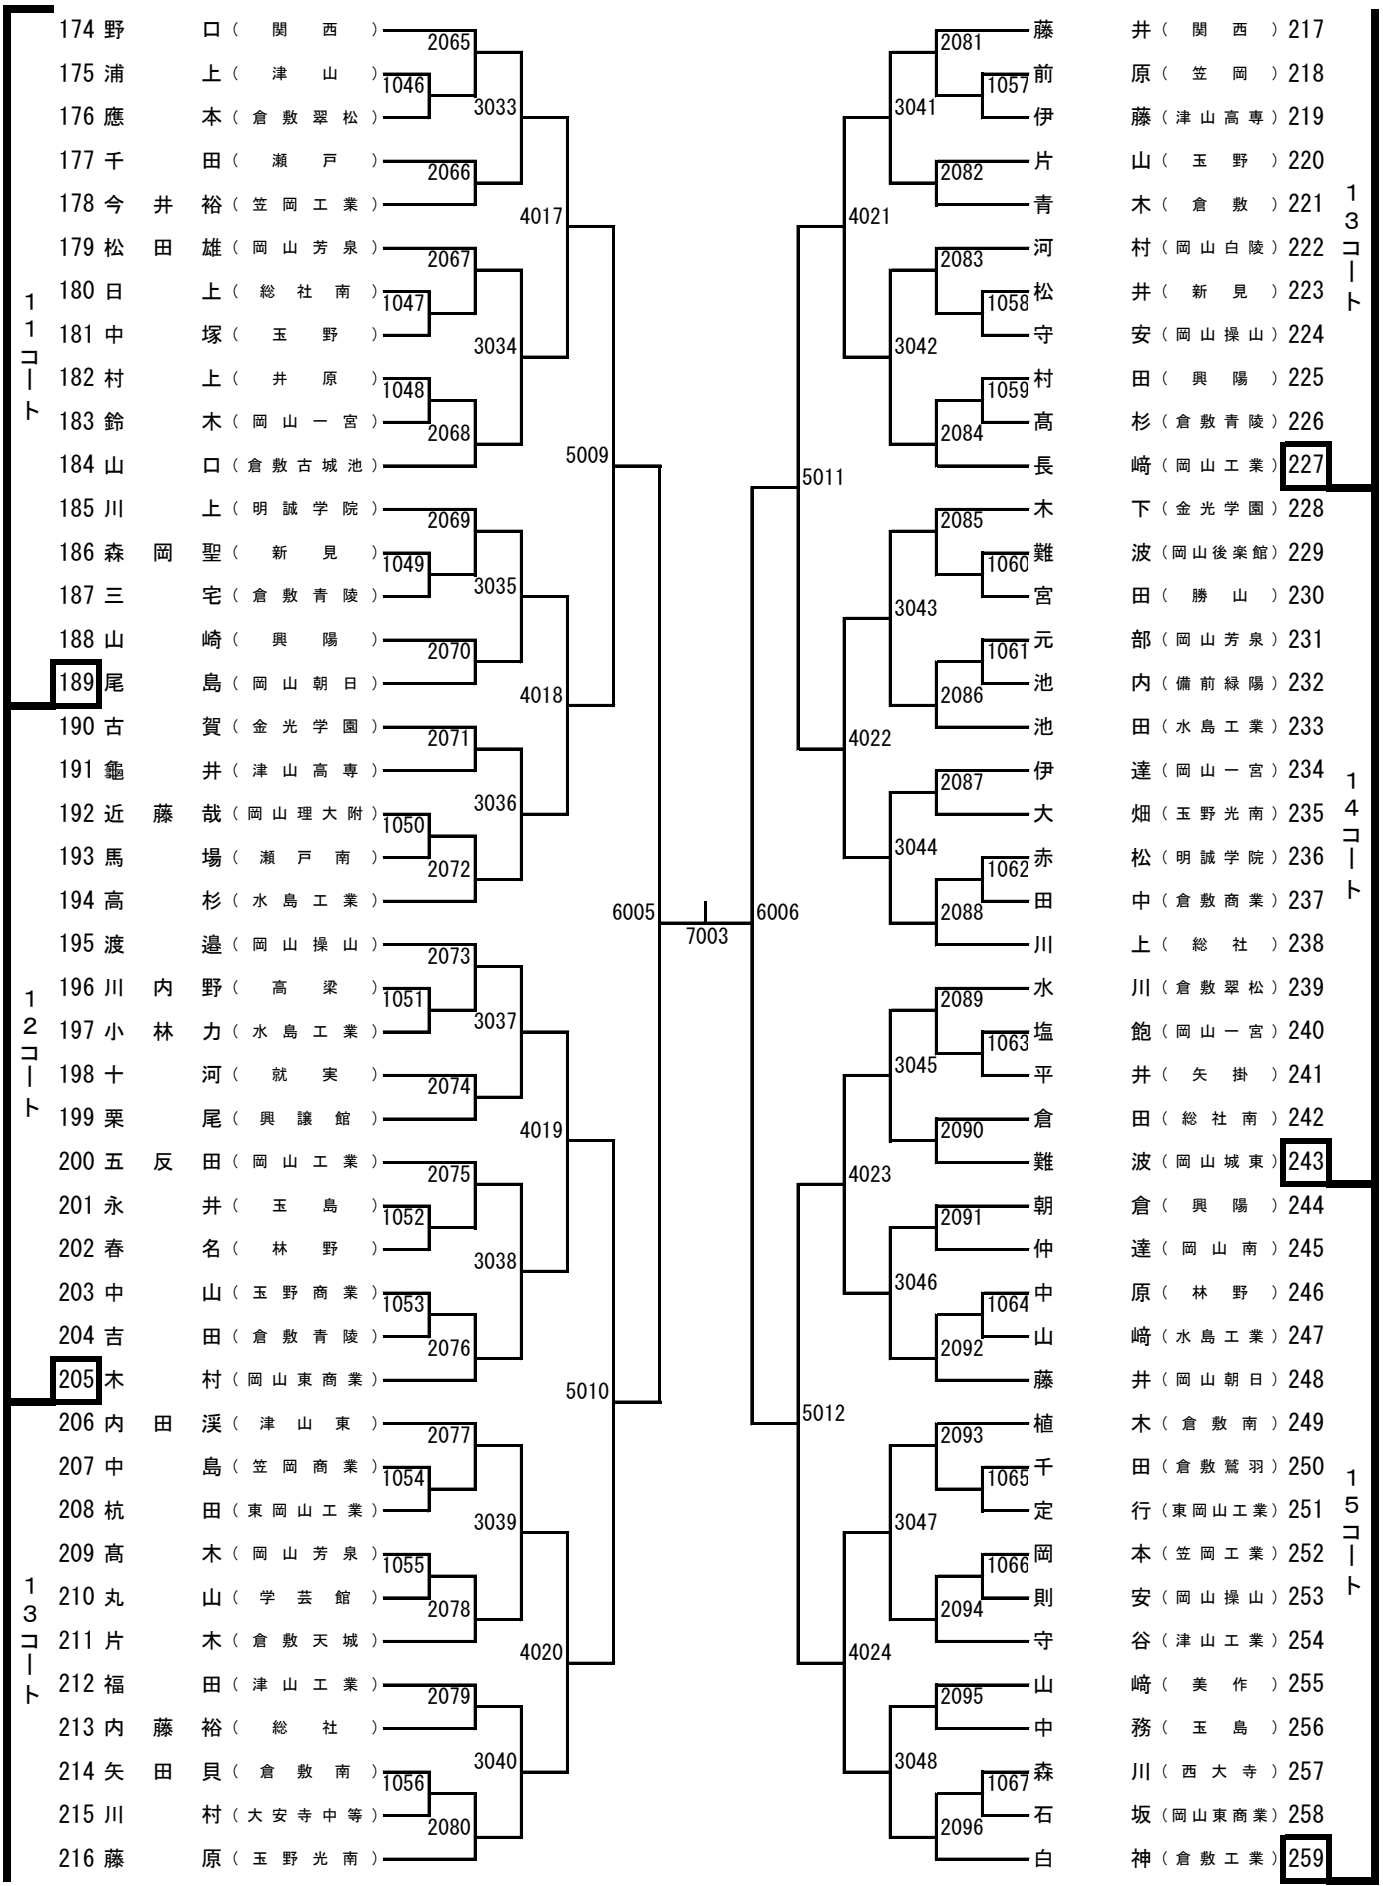 11コート
174 野口（関西）
175 浦上（津山）
176 應本（倉敷翠松）
177 千田（瀬戸）
178 今井裕（笠岡工業）
179 松田雄（岡山芳泉）
180 日上（総社南）
181 中塚（玉野）
182 村上（井原）
183 鈴木（岡山一宮）
184 山口（倉敷古城池）
185 川上（明誠学院）
186 森岡聖（新見）
187 三宅（倉敷青陵）
188 山崎（興陽）
189 尾島（岡山朝日）
12コート
190 古賀（金光学園）
191 龜井（津山高専）
192 近藤哉（岡山理大附）
193 馬場（瀬戸南）
194 高杉（水島工業）
195 渡邉（岡山操山）
196 川内野（高梁）
197 小林力（水島工業）
198 十河（就実）
199 栗尾（興譲館）
200 五反田（岡山工業）
201 永井（玉島）
202 春名（林野）
203 中山（玉野商業）
204 吉田（倉敷青陵）
205 木村（岡山東商業）
13コート
206 内田渓（津山東）
207 中島（笠岡商業）
208 杭田（東岡山工業）
209 髙木（岡山芳泉）
210 丸山（学芸館）
211 片木（倉敷天城）
212 福田（津山工業）
213 内藤裕（総社）
214 矢田貝（倉敷南）
215 川村（大安寺中等）
216 藤原（玉野光南）
1046
1047
1048
1049
1050
1051
1052
1053
1054
1055
1056
2065
2066
2067
2068
2069
2070
2071
2072
2073
2074
2075
2076
2077
2078
2079
2080
3033
3034
3035
3036
3037
3038
3039
3040
4017
4018
4019
4020
5009
5010
6005
7003
6006
5011
5012
4021
4022
4023
4024
3041
3042
3043
3044
3045
3046
3047
3048
2081
2082
2083
2084
2085
2086
2087
2088
2089
2090
2091
2092
2093
2094
2095
2096
1057
1058
1059
1060
1061
1062
1063
1064
1065
1066
1067
藤井（関西）217
前原（笠岡）218
伊藤（津山高専）219
片山（玉野）220
青木（倉敷）221
河村（岡山白陵）222
松井（新見）223
守安（岡山操山）224
村田（興陽）225
髙杉（倉敷青陵）226
長﨑（岡山工業）227
13コート
木下（金光学園）228
難波（岡山後楽館）229
宮田（勝山）230
元部（岡山芳泉）231
池内（備前緑陽）232
池田（水島工業）233
伊達（岡山一宮）234
大畑（玉野光南）235
赤松（明誠学院）236
田中（倉敷商業）237
川上（総社）238
水川（倉敷翠松）239
塩飽（岡山一宮）240
平井（矢掛）241
倉田（総社南）242
難波（岡山城東）243
14コート
朝倉（興陽）244
仲達（岡山南）245
中原（林野）246
山﨑（水島工業）247
藤井（岡山朝日）248
植木（倉敷南）249
千田（倉敷鷲羽）250
定行（東岡山工業）251
岡本（笠岡工業）252
則安（岡山操山）253
守谷（津山工業）254
山﨑（美作）255
中務（玉島）256
森川（西大寺）257
石坂（岡山東商業）258
白神（倉敷工業）259
15コート